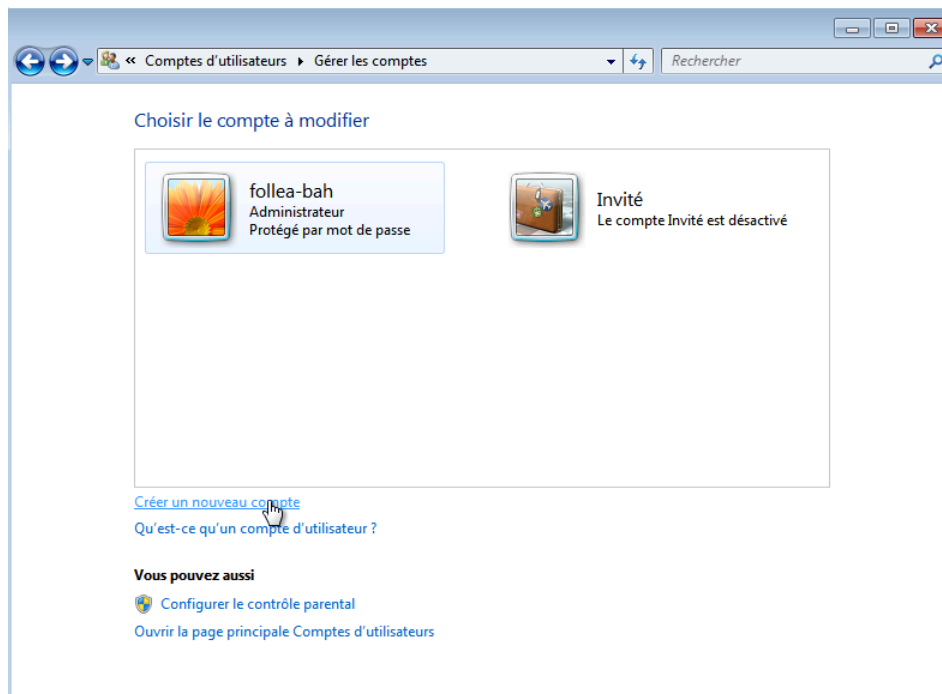 « Comptes d'utilisateurs ▸ Gérer les comptes
Rechercher
Choisir le compte à modifier
follea-bah
Administrateur
Protégé par mot de passe
Invité
Le compte Invité est désactivé
Créer un nouveau compte
Qu'est-ce qu'un compte d'utilisateur ?
Vous pouvez aussi
Configurer le contrôle parental
Ouvrir la page principale Comptes d'utilisateurs